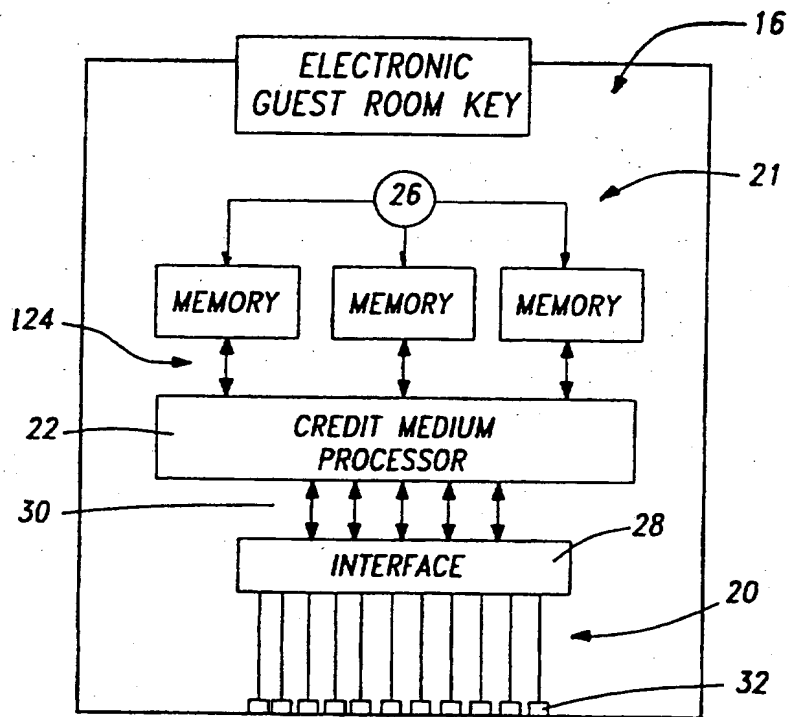 16
ELECTRONIC
GUEST ROOM KEY
21
26
MEMORY MEMORY MEMORY
124
22
CREDIT MEDIUM
PROCESSOR
30
28
INTERFACE
20
32